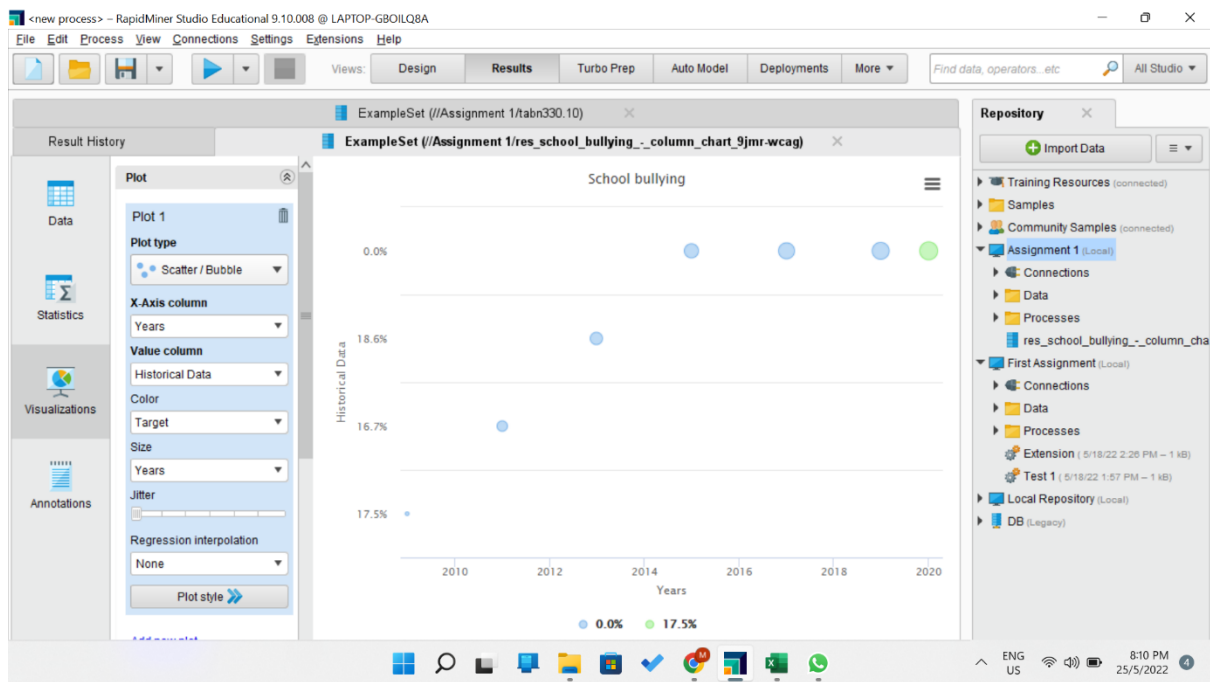 <new process> – RapidMiner Studio Educational 9.10.008 @ LAPTOP-GBOILQ8A
File Edit Process View Connections Settings Extensions Help
Views: Design Results Turbo Prep Auto Model Deployments More Find data, operators...etc All Studio
ExampleSet (//Assignment 1/tabn330.10)
Result History
ExampleSet (//Assignment 1/res_school_bullying_-_column_chart_9jmr-wcag)
Data
Statistics
Visualizations
Annotations
Plot
Plot 1
Plot type
Scatter / Bubble
X-Axis column
Years
Value column
Historical Data
Color
Target
Size
Years
Jitter
Regression interpolation
None
Plot style
Add new plot
School bullying
Historical Data
0.0%
18.6%
16.7%
17.5%
2010 2012 2014 2016 2018 2020
Years
0.0% 17.5%
Repository
Import Data
Training Resources (connected)
Samples
Community Samples (connected)
Assignment 1 (Local)
Connections
Data
Processes
res_school_bullying_-_column_cha
First Assignment (Local)
Connections
Data
Processes
Extension ( 5/18/22 2:26 PM – 1 kB)
Test 1 ( 5/18/22 1:57 PM – 1 kB)
Local Repository (Local)
DB (Legacy)
M
ENG
US
8:10 PM
25/5/2022
4